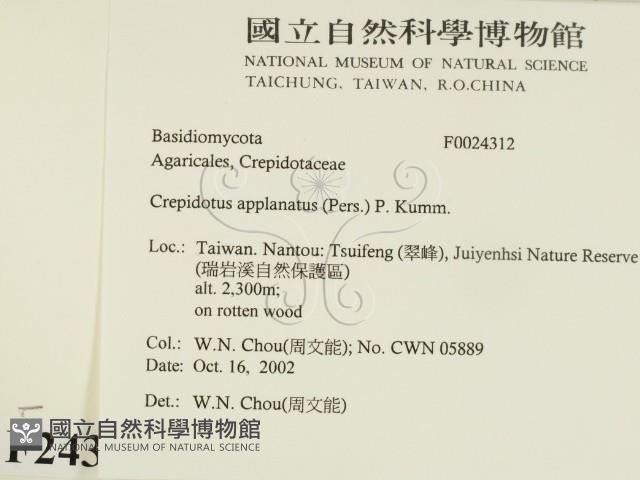 國立自然科學博物館
NATIONAL MUSEUM OF NATURAL SCIENCE
TAICHUNG, TAIWAN, R.O.CHINA
Basidiomycota F0024312
Agaricales, Crepidotaceae
Crepidotus applanatus (Pers.) P. Kumm.
Loc.: Taiwan. Nantou: Tsuifeng (翠峰), Juiyenhsi Nature Reserve
(瑞岩溪自然保護區)
alt. 2,300m;
on rotten wood
Col.: W.N. Chou(周文能); No. CWN 05889
Date: Oct. 16, 2002
Det.: W.N. Chou(周文能)
國立自然科學博物館
NATIONAL MUSEUM OF NATURAL SCIENCE
F243